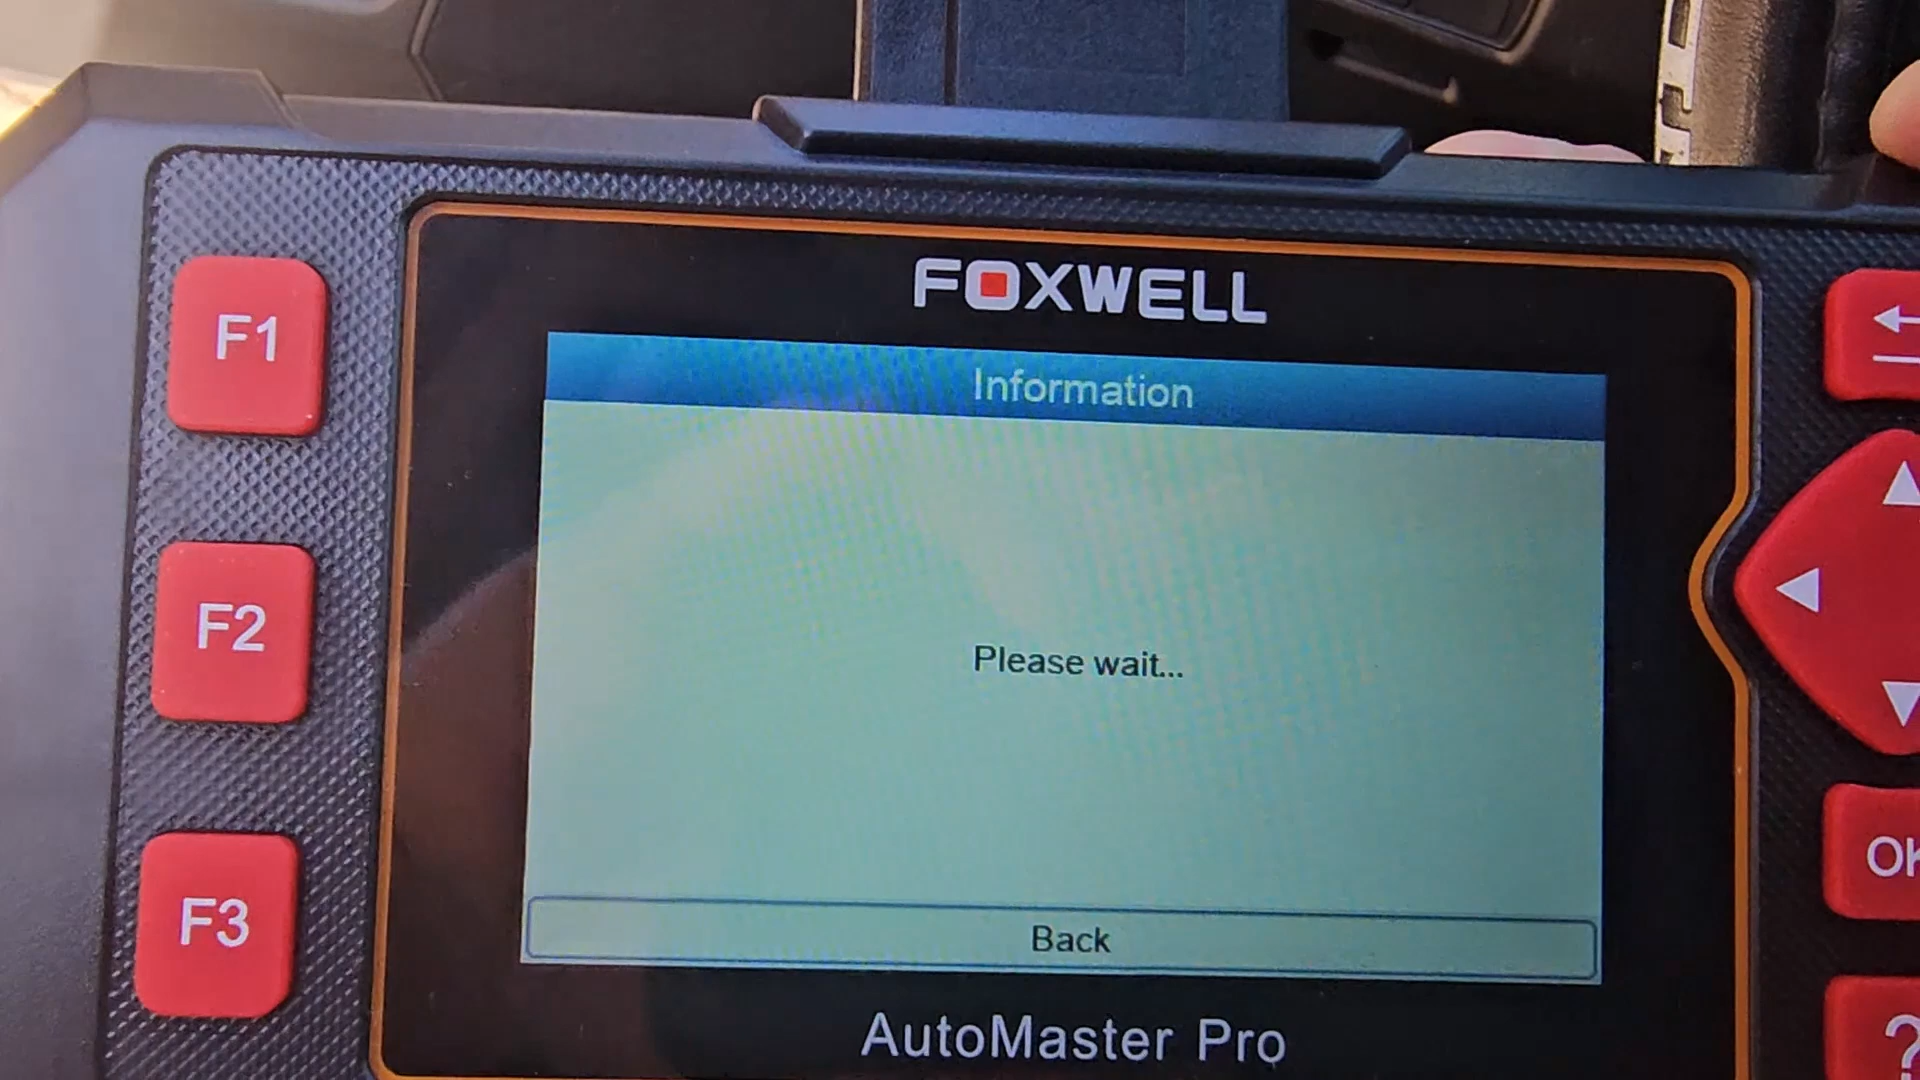 FOXWELL
Information
F1
F2
Please wait...
F3
OK
Back
AutoMaster Pro
?